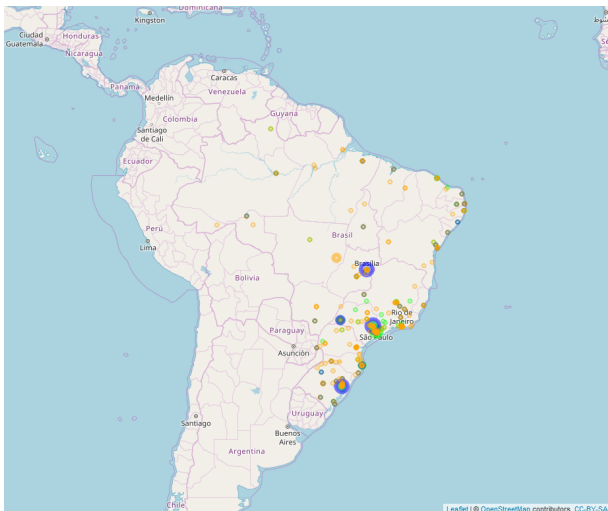 Dominicana
Kingston
Honduras
Ciudad
Guatemala
Nicaragua
Panamá
Caracas
Venezuela
Medellín
Guyana
Colombia
Santiago
de Cali
Ecuador
Perú
Brasil
Lima
Brasília
Bolivia
Rio de
Janeiro
Paraguay
São Paulo
Asunción
Santiago
Uruguay
Buenos
Aires
Argentina
Chile
Leaflet | © OpenStreetMap contributors, CC-BY-SA